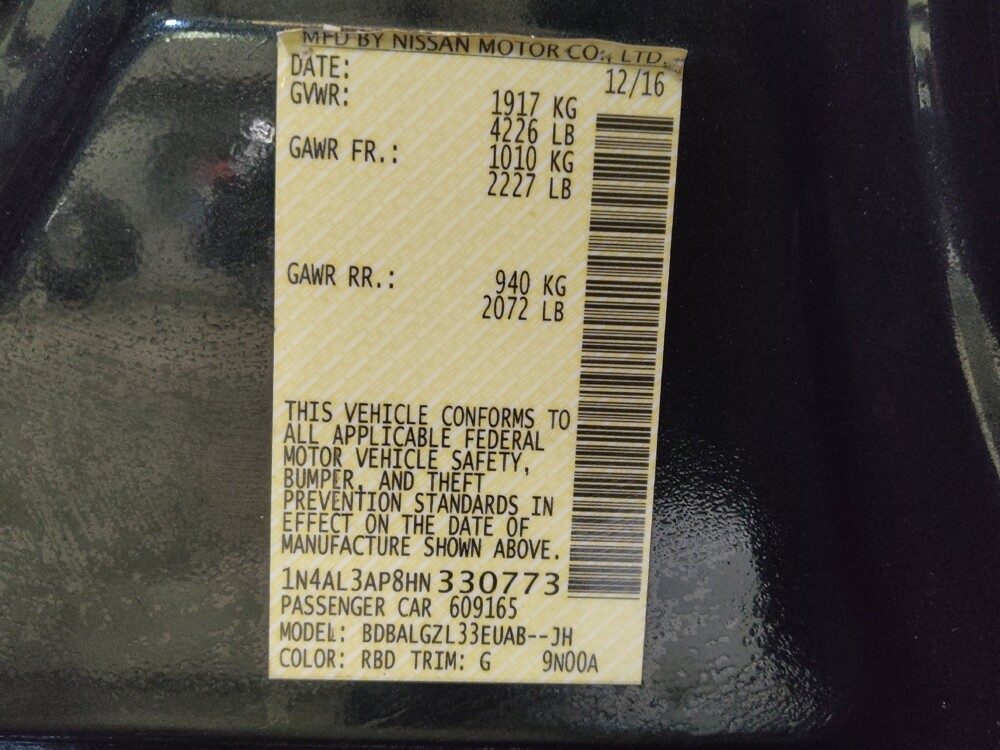 MFD BY NISSAN MOTOR CO., LTD.
DATE: 12/16
GVWR: 1917 KG
4226 LB
GAWR FR.: 1010 KG
2227 LB
GAWR RR.: 940 KG
2072 LB
THIS VEHICLE CONFORMS TO
ALL APPLICABLE FEDERAL
MOTOR VEHICLE SAFETY,
BUMPER, AND THEFT
PREVENTION STANDARDS IN
EFFECT ON THE DATE OF
MANUFACTURE SHOWN ABOVE.
1N4AL3AP8HN330773
PASSENGER CAR 609165
MODEL: BDBALGZL33EUAB--JH
COLOR: RBD TRIM: G 9N00A